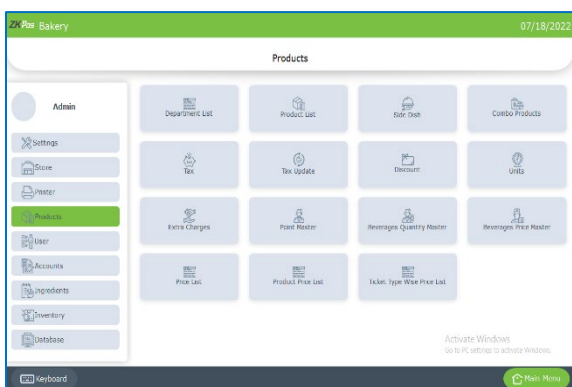 ZKPos Bakery
07/18/2022
Products
Admin
Settings
Store
Printer
Products
User
Accounts
Ingredients
Inventory
Database
Department List
Product List
Side Dish
Combo Products
Tax
Tax Update
Discount
Units
Extra Charges
Point Master
Beverages Quantity Master
Beverages Price Master
Price List
Product Price List
Ticket Type Wise Price List
Activate Windows
Go to PC settings to activate Windows.
Keyboard
Main Menu